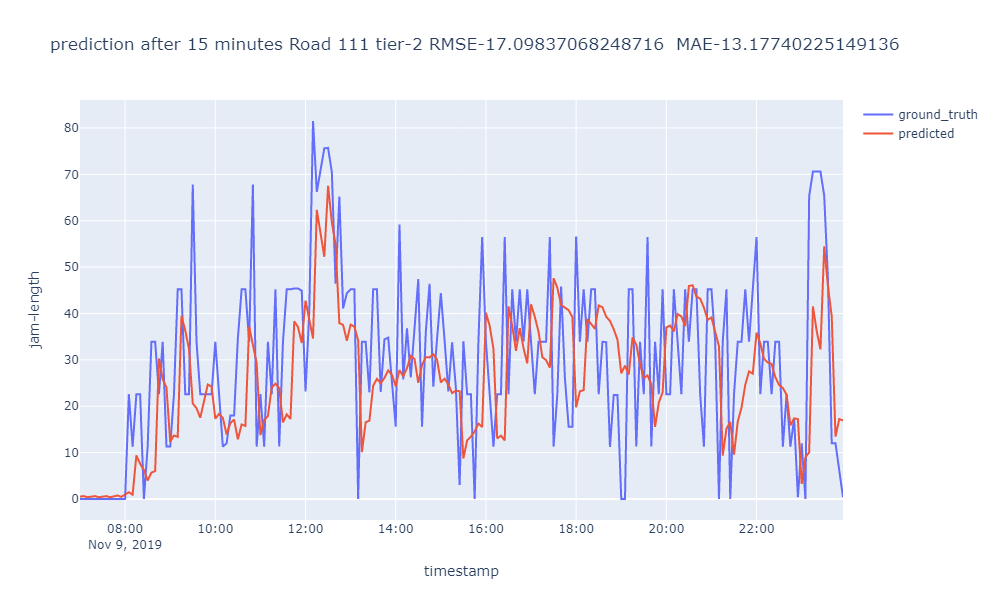 prediction after 15 minutes Road 111 tier-2 RMSE-17.09837068248716  MAE-13.17740225149136
ground_truth
predicted
80
70
60
50
40
30
20
10
0
jam-length
08:00 10:00 12:00 14:00 16:00 18:00 20:00 22:00
Nov 9, 2019
timestamp